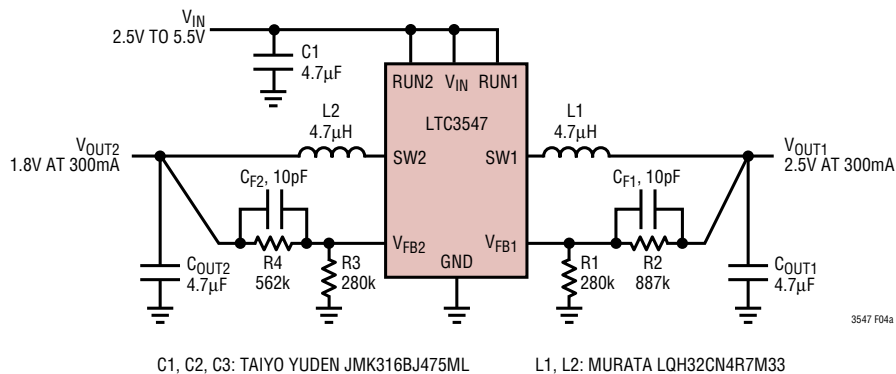 V_IN
2.5V TO 5.5V
C1
4.7µF
RUN2
V_IN
RUN1
LTC3547
L2
4.7µH
L1
4.7µH
V_OUT2
1.8V AT 300mA
SW2
SW1
V_OUT1
2.5V AT 300mA
C_F2, 10pF
C_F1, 10pF
V_FB2
V_FB1
GND
C_OUT2
4.7µF
R4
562k
R3
280k
R1
280k
R2
887k
C_OUT1
4.7µF
3547 F04a
C1, C2, C3: TAIYO YUDEN JMK316BJ475ML
L1, L2: MURATA LQH32CN4R7M33